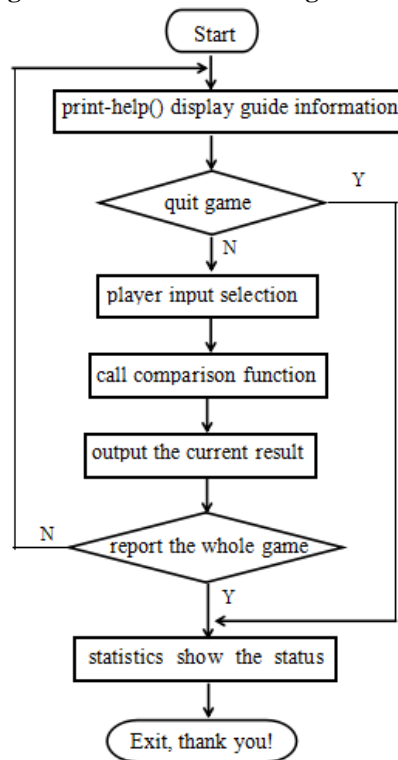 Start
print-help() display guide information
quit game
Y
N
player input selection
call comparison function
output the current result
N
report the whole game
Y
statistics show the status
Exit, thank you!